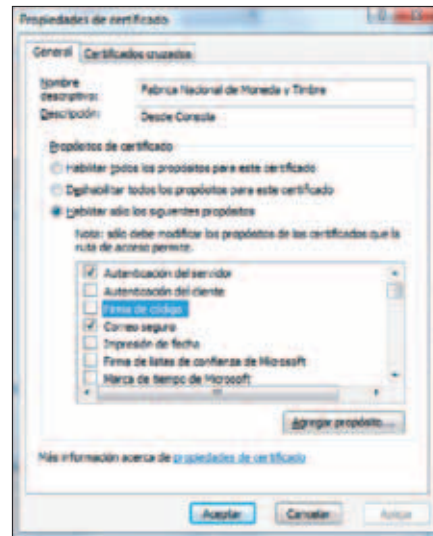 Propiedades de certificado
General Certificados cruzados
Nombre descriptivo: Fabrica Nacional de Moneda y Timbre
Descripción: Desde Consola
Propósitos de certificado
Habilitar todos los propósitos para este certificado
Deshabilitar todos los propósitos para este certificado
Habilitar sólo los siguientes propósitos
Nota: sólo debe modificar los propósitos de los certificados que la
ruta de acceso permite.
Autenticación del servidor
Autenticación del cliente
Firma de código
Correo seguro
Impresión de fecha
Firma de listas de confianza de Microsoft
Marca de tiempo de Microsoft
Agregar propósito...
Más información acerca de propiedades de certificado
Aceptar Cancelar Aplicar